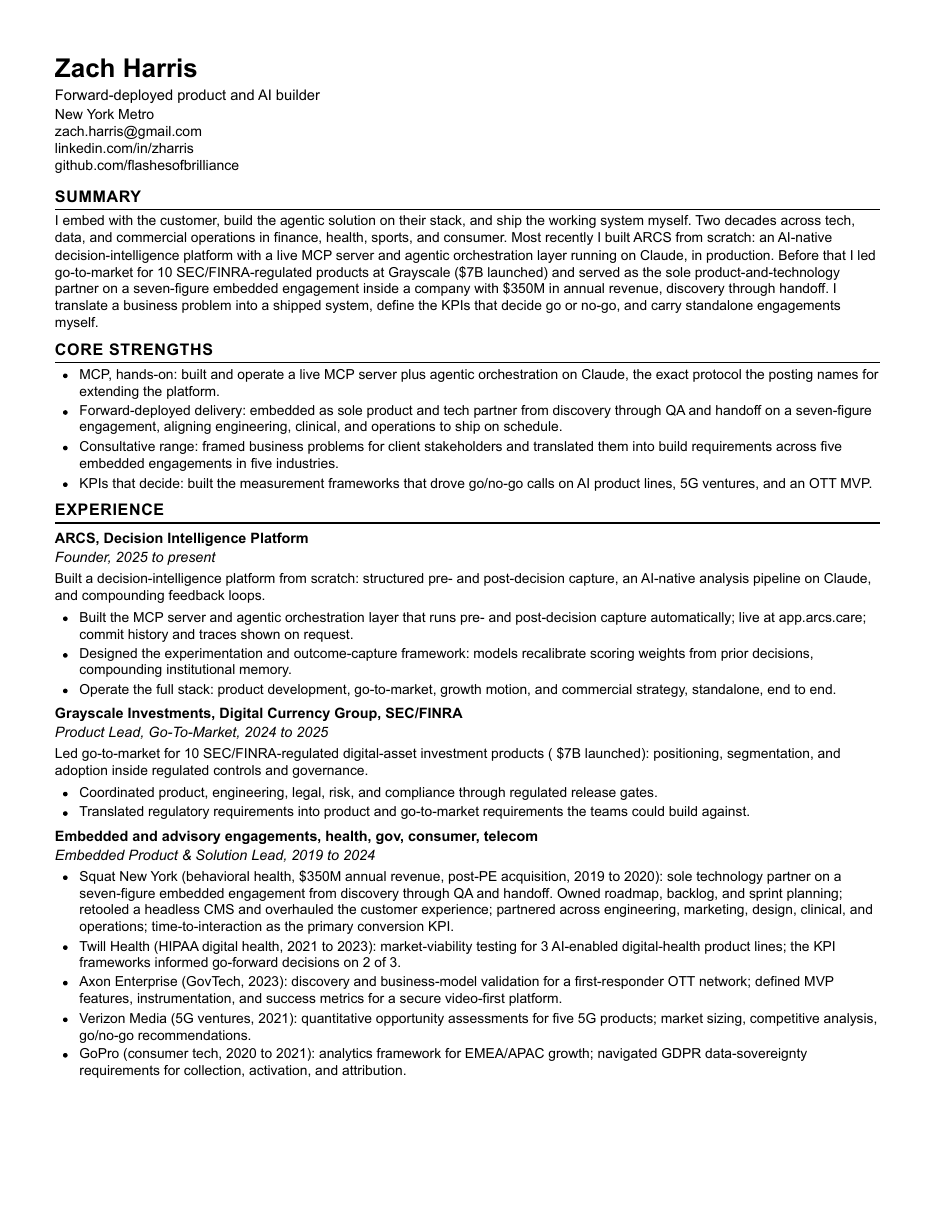 Zach Harris
Forward-deployed product and AI builder
New York Metro
zach.harris@gmail.com
linkedin.com/in/zharris
github.com/flashesofbrilliance
SUMMARY
I embed with the customer, build the agentic solution on their stack, and ship the working system myself. Two decades across tech,
data, and commercial operations in finance, health, sports, and consumer. Most recently I built ARCS from scratch: an AI-native
decision-intelligence platform with a live MCP server and agentic orchestration layer running on Claude, in production. Before that I led
go-to-market for 10 SEC/FINRA-regulated products at Grayscale ($7B launched) and served as the sole product-and-technology
partner on a seven-figure embedded engagement inside a company with $350M in annual revenue, discovery through handoff. I
translate a business problem into a shipped system, define the KPIs that decide go or no-go, and carry standalone engagements
myself.
CORE STRENGTHS
• MCP, hands-on: built and operate a live MCP server plus agentic orchestration on Claude, the exact protocol the posting names for
extending the platform.
• Forward-deployed delivery: embedded as sole product and tech partner from discovery through QA and handoff on a seven-figure
engagement, aligning engineering, clinical, and operations to ship on schedule.
• Consultative range: framed business problems for client stakeholders and translated them into build requirements across five
embedded engagements in five industries.
• KPIs that decide: built the measurement frameworks that drove go/no-go calls on AI product lines, 5G ventures, and an OTT MVP.
EXPERIENCE
ARCS, Decision Intelligence Platform
Founder, 2025 to present
Built a decision-intelligence platform from scratch: structured pre- and post-decision capture, an AI-native analysis pipeline on Claude,
and compounding feedback loops.
• Built the MCP server and agentic orchestration layer that runs pre- and post-decision capture automatically; live at app.arcs.care;
commit history and traces shown on request.
• Designed the experimentation and outcome-capture framework: models recalibrate scoring weights from prior decisions,
compounding institutional memory.
• Operate the full stack: product development, go-to-market, growth motion, and commercial strategy, standalone, end to end.
Grayscale Investments, Digital Currency Group, SEC/FINRA
Product Lead, Go-To-Market, 2024 to 2025
Led go-to-market for 10 SEC/FINRA-regulated digital-asset investment products ( $7B launched): positioning, segmentation, and
adoption inside regulated controls and governance.
• Coordinated product, engineering, legal, risk, and compliance through regulated release gates.
• Translated regulatory requirements into product and go-to-market requirements the teams could build against.
Embedded and advisory engagements, health, gov, consumer, telecom
Embedded Product & Solution Lead, 2019 to 2024
• Squat New York (behavioral health, $350M annual revenue, post-PE acquisition, 2019 to 2020): sole technology partner on a
seven-figure embedded engagement from discovery through QA and handoff. Owned roadmap, backlog, and sprint planning;
retooled a headless CMS and overhauled the customer experience; partnered across engineering, marketing, design, clinical, and
operations; time-to-interaction as the primary conversion KPI.
• Twill Health (HIPAA digital health, 2021 to 2023): market-viability testing for 3 AI-enabled digital-health product lines; the KPI
frameworks informed go-forward decisions on 2 of 3.
• Axon Enterprise (GovTech, 2023): discovery and business-model validation for a first-responder OTT network; defined MVP
features, instrumentation, and success metrics for a secure video-first platform.
• Verizon Media (5G ventures, 2021): quantitative opportunity assessments for five 5G products; market sizing, competitive analysis,
go/no-go recommendations.
• GoPro (consumer tech, 2020 to 2021): analytics framework for EMEA/APAC growth; navigated GDPR data-sovereignty
requirements for collection, activation, and attribution.